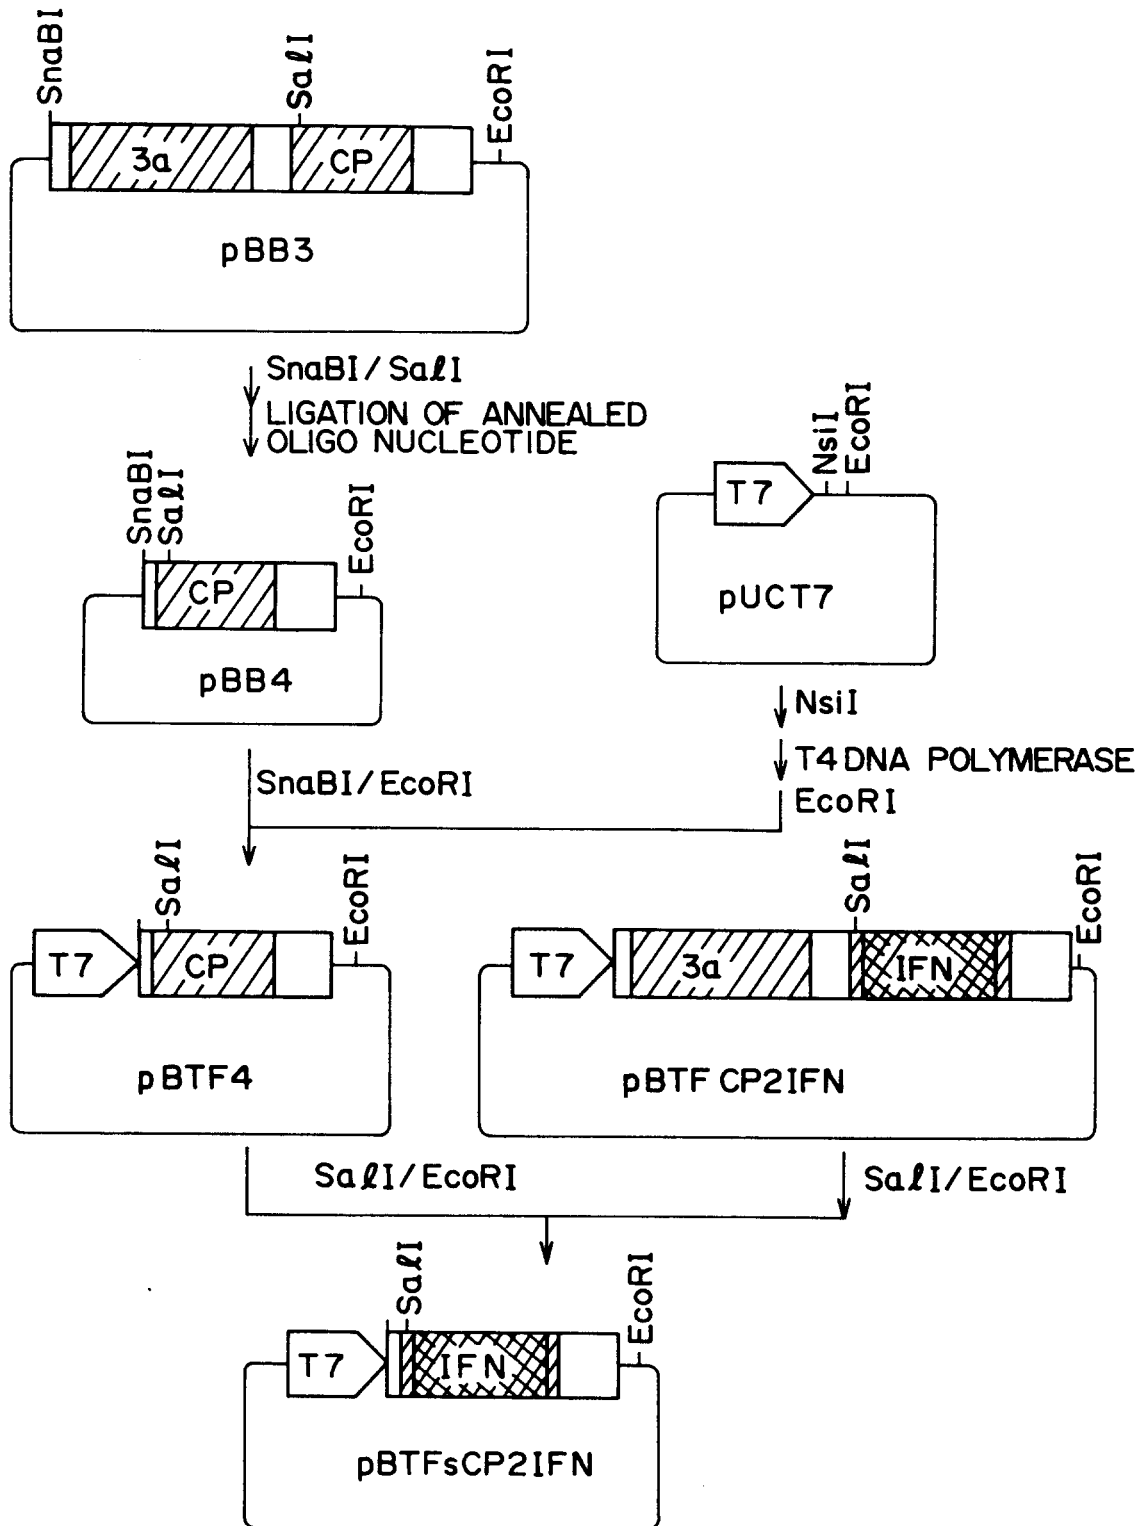 SnaBI
SalI
EcoRI
3a
CP
pBB3
SnaBI/SalI
LIGATION OF ANNEALED
OLIGO NUCLEOTIDE
SnaBI
SalI
EcoRI
CP
pBB4
T7
NsiI
EcoRI
pUCT7
NsiI
T4 DNA POLYMERASE
EcoRI
SnaBI/EcoRI
SalI
EcoRI
T7
CP
pBTF4
SalI
EcoRI
T7
3a
IFN
pBTF CP2IFN
SalI/EcoRI
SalI/EcoRI
SalI
EcoRI
T7
IFN
pBTFsCP2IFN